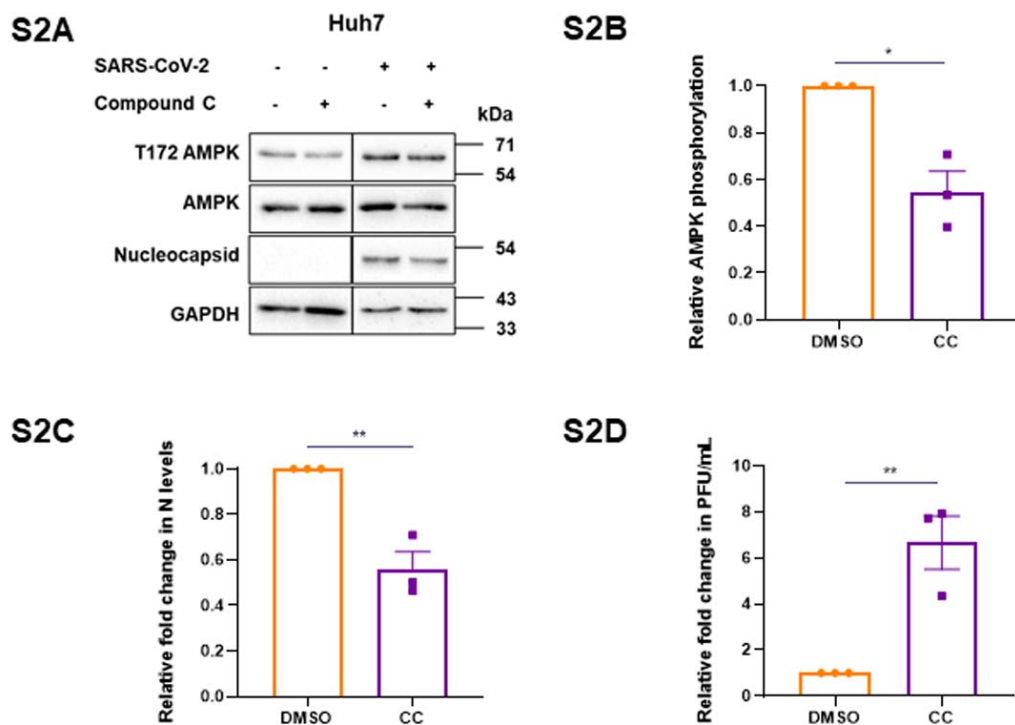 S2A
Huh7
SARS-CoV-2 - - + +
Compound C - + - +
kDa
T172 AMPK
71
54
AMPK
Nucleocapsid
54
GAPDH
43
33
S2B
Relative AMPK phosphorylation
*
1.0
0.8
0.6
0.4
0.2
0.0
DMSO CC
S2C
Relative fold change in N levels
**
1.0
0.8
0.6
0.4
0.2
0.0
DMSO CC
S2D
Relative fold change in PFU/mL
**
10
8
6
4
2
0
DMSO CC